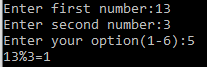 Enter first number:13
Enter second number:3
Enter your option(1-6):5
13%3=1